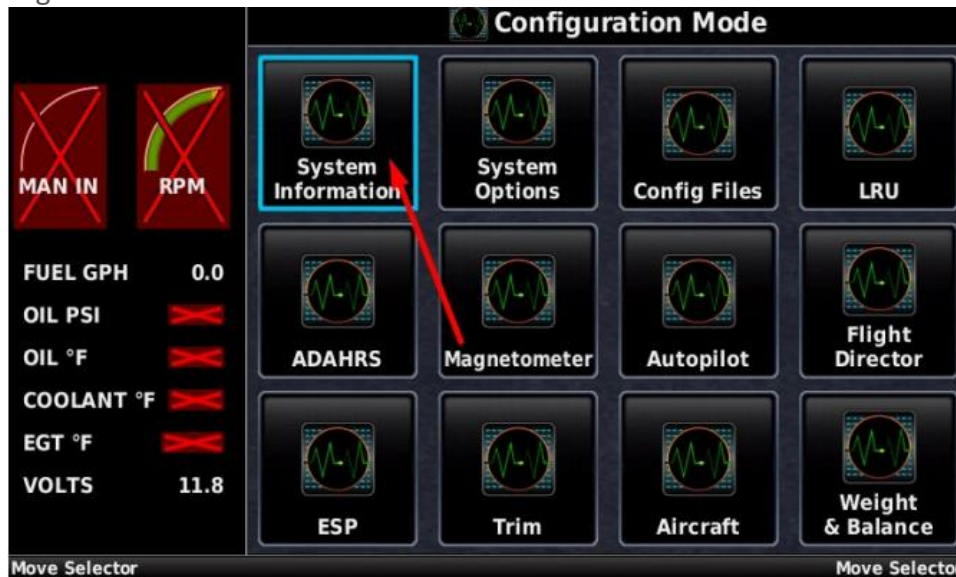 Configuration Mode
MAN IN
RPM
FUEL GPH 0.0
OIL PSI
OIL °F
COOLANT °F
EGT °F
VOLTS 11.8
System
Information
System
Options
Config Files
LRU
ADAHRS
Magnetometer
Autopilot
Flight
Director
ESP
Trim
Aircraft
Weight
& Balance
Move Selector
Move Selecto